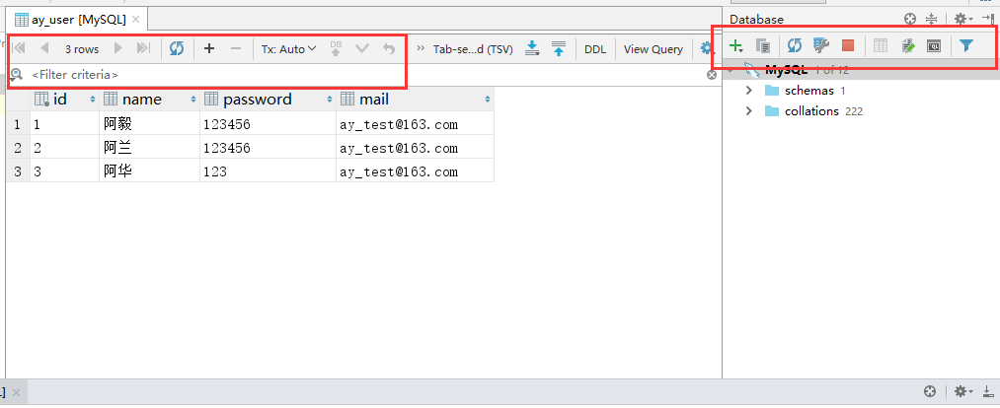 ay_user [MySQL]
3 rows Tx: Auto DB Tab-se...d (TSV) DDL View Query
<Filter criteria>
id name password mail
1 1 阿毅 123456 ay_test@163.com
2 2 阿兰 123456 ay_test@163.com
3 3 阿华 123 ay_test@163.com
Database
QL
MySQL 1 of 12
schemas 1
collations 222